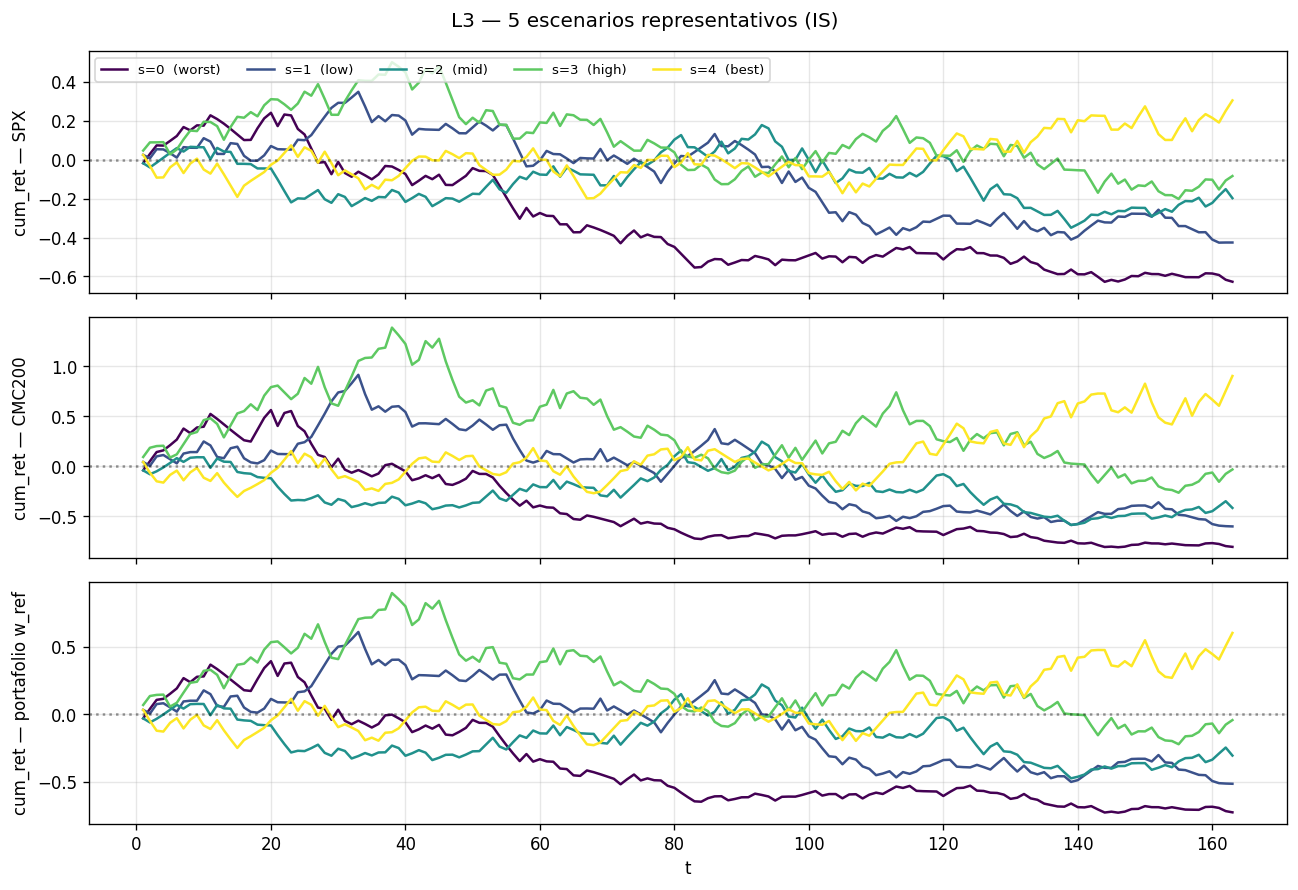 L3 — 5 escenarios representativos (IS)
s=0 (worst) s=1 (low) s=2 (mid) s=3 (high) s=4 (best)
cum_ret — SPX
0.4
0.2
0.0
−0.2
−0.4
−0.6
cum_ret — CMC200
1.0
0.5
0.0
−0.5
cum_ret — portafolio w_ref
0.5
0.0
−0.5
0 20 40 60 80 100 120 140 160
t